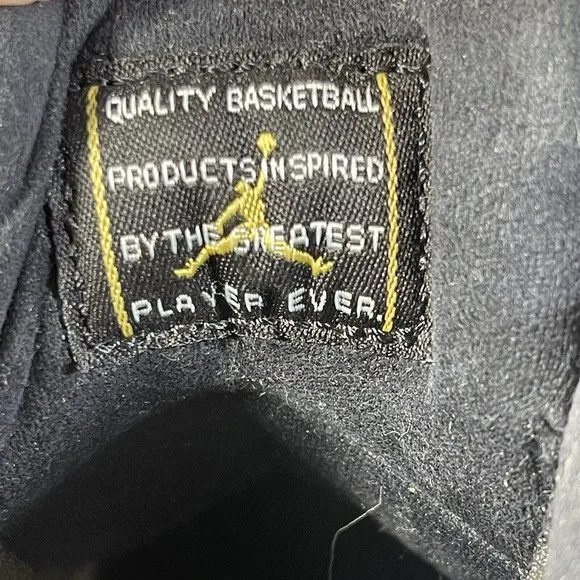 QUALITY BASKETBALL
PRODUCTS INSPIRED
BY THE GREATEST
PLAYER EVER.